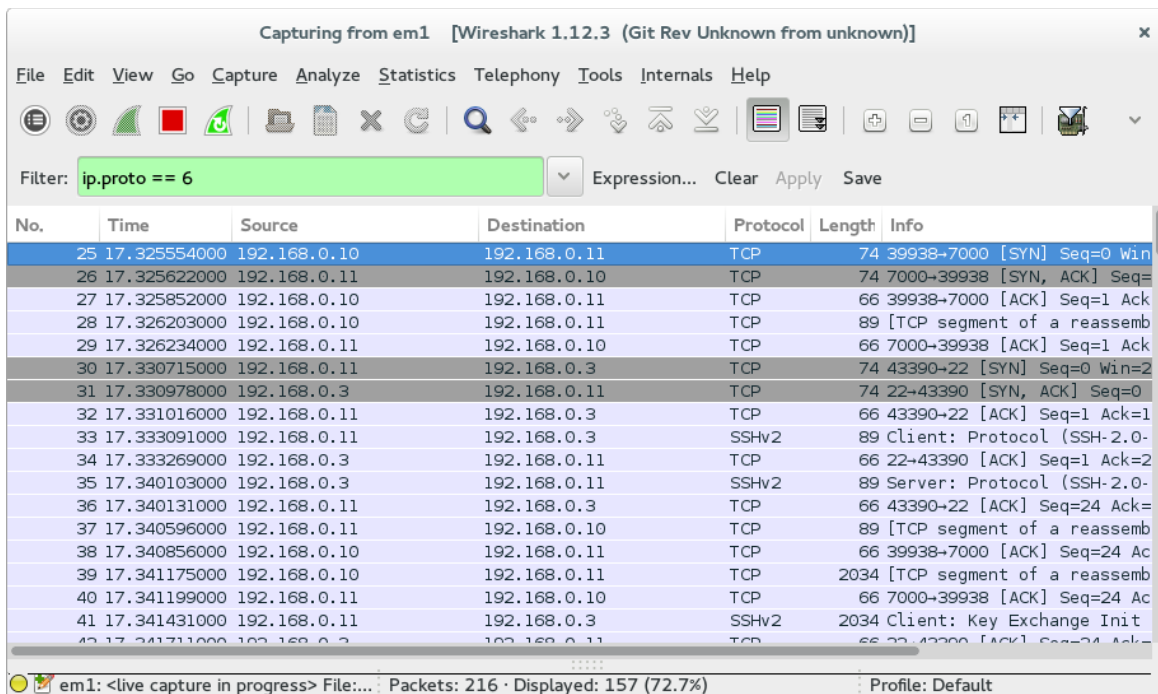 Capturing from em1 [Wireshark 1.12.3 (Git Rev Unknown from unknown)]
File Edit View Go Capture Analyze Statistics Telephony Tools Internals Help
Filter: ip.proto == 6 Expression... Clear Apply Save
No. Time Source Destination Protocol Length Info
25 17.325554000 192.168.0.10 192.168.0.11 TCP 74 39938→7000 [SYN] Seq=0 Win
26 17.325622000 192.168.0.11 192.168.0.10 TCP 74 7000→39938 [SYN, ACK] Seq=
27 17.325852000 192.168.0.10 192.168.0.11 TCP 66 39938→7000 [ACK] Seq=1 Ack
28 17.326203000 192.168.0.10 192.168.0.11 TCP 89 [TCP segment of a reassemb
29 17.326234000 192.168.0.11 192.168.0.10 TCP 66 7000→39938 [ACK] Seq=1 Ack
30 17.330715000 192.168.0.11 192.168.0.3 TCP 74 43390→22 [SYN] Seq=0 Win=2
31 17.330978000 192.168.0.3 192.168.0.11 TCP 74 22→43390 [SYN, ACK] Seq=0
32 17.331016000 192.168.0.11 192.168.0.3 TCP 66 43390→22 [ACK] Seq=1 Ack=1
33 17.333091000 192.168.0.11 192.168.0.3 SSHv2 89 Client: Protocol (SSH-2.0-
34 17.333269000 192.168.0.3 192.168.0.11 TCP 66 22→43390 [ACK] Seq=1 Ack=2
35 17.340103000 192.168.0.3 192.168.0.11 SSHv2 89 Server: Protocol (SSH-2.0-
36 17.340131000 192.168.0.11 192.168.0.3 TCP 66 43390→22 [ACK] Seq=24 Ack=
37 17.340596000 192.168.0.11 192.168.0.10 TCP 89 [TCP segment of a reassemb
38 17.340856000 192.168.0.10 192.168.0.11 TCP 66 39938→7000 [ACK] Seq=24 Ac
39 17.341175000 192.168.0.10 192.168.0.11 TCP 2034 [TCP segment of a reassemb
40 17.341199000 192.168.0.11 192.168.0.10 TCP 66 7000→39938 [ACK] Seq=24 Ac
41 17.341431000 192.168.0.11 192.168.0.3 SSHv2 2034 Client: Key Exchange Init
42 17.341711000 192.168.0.3 192.168.0.11 TCP 66 22→43390 [ACK] Seq=24 Ack=
em1: <live capture in progress> File:... Packets: 216 · Displayed: 157 (72.7%) Profile: Default